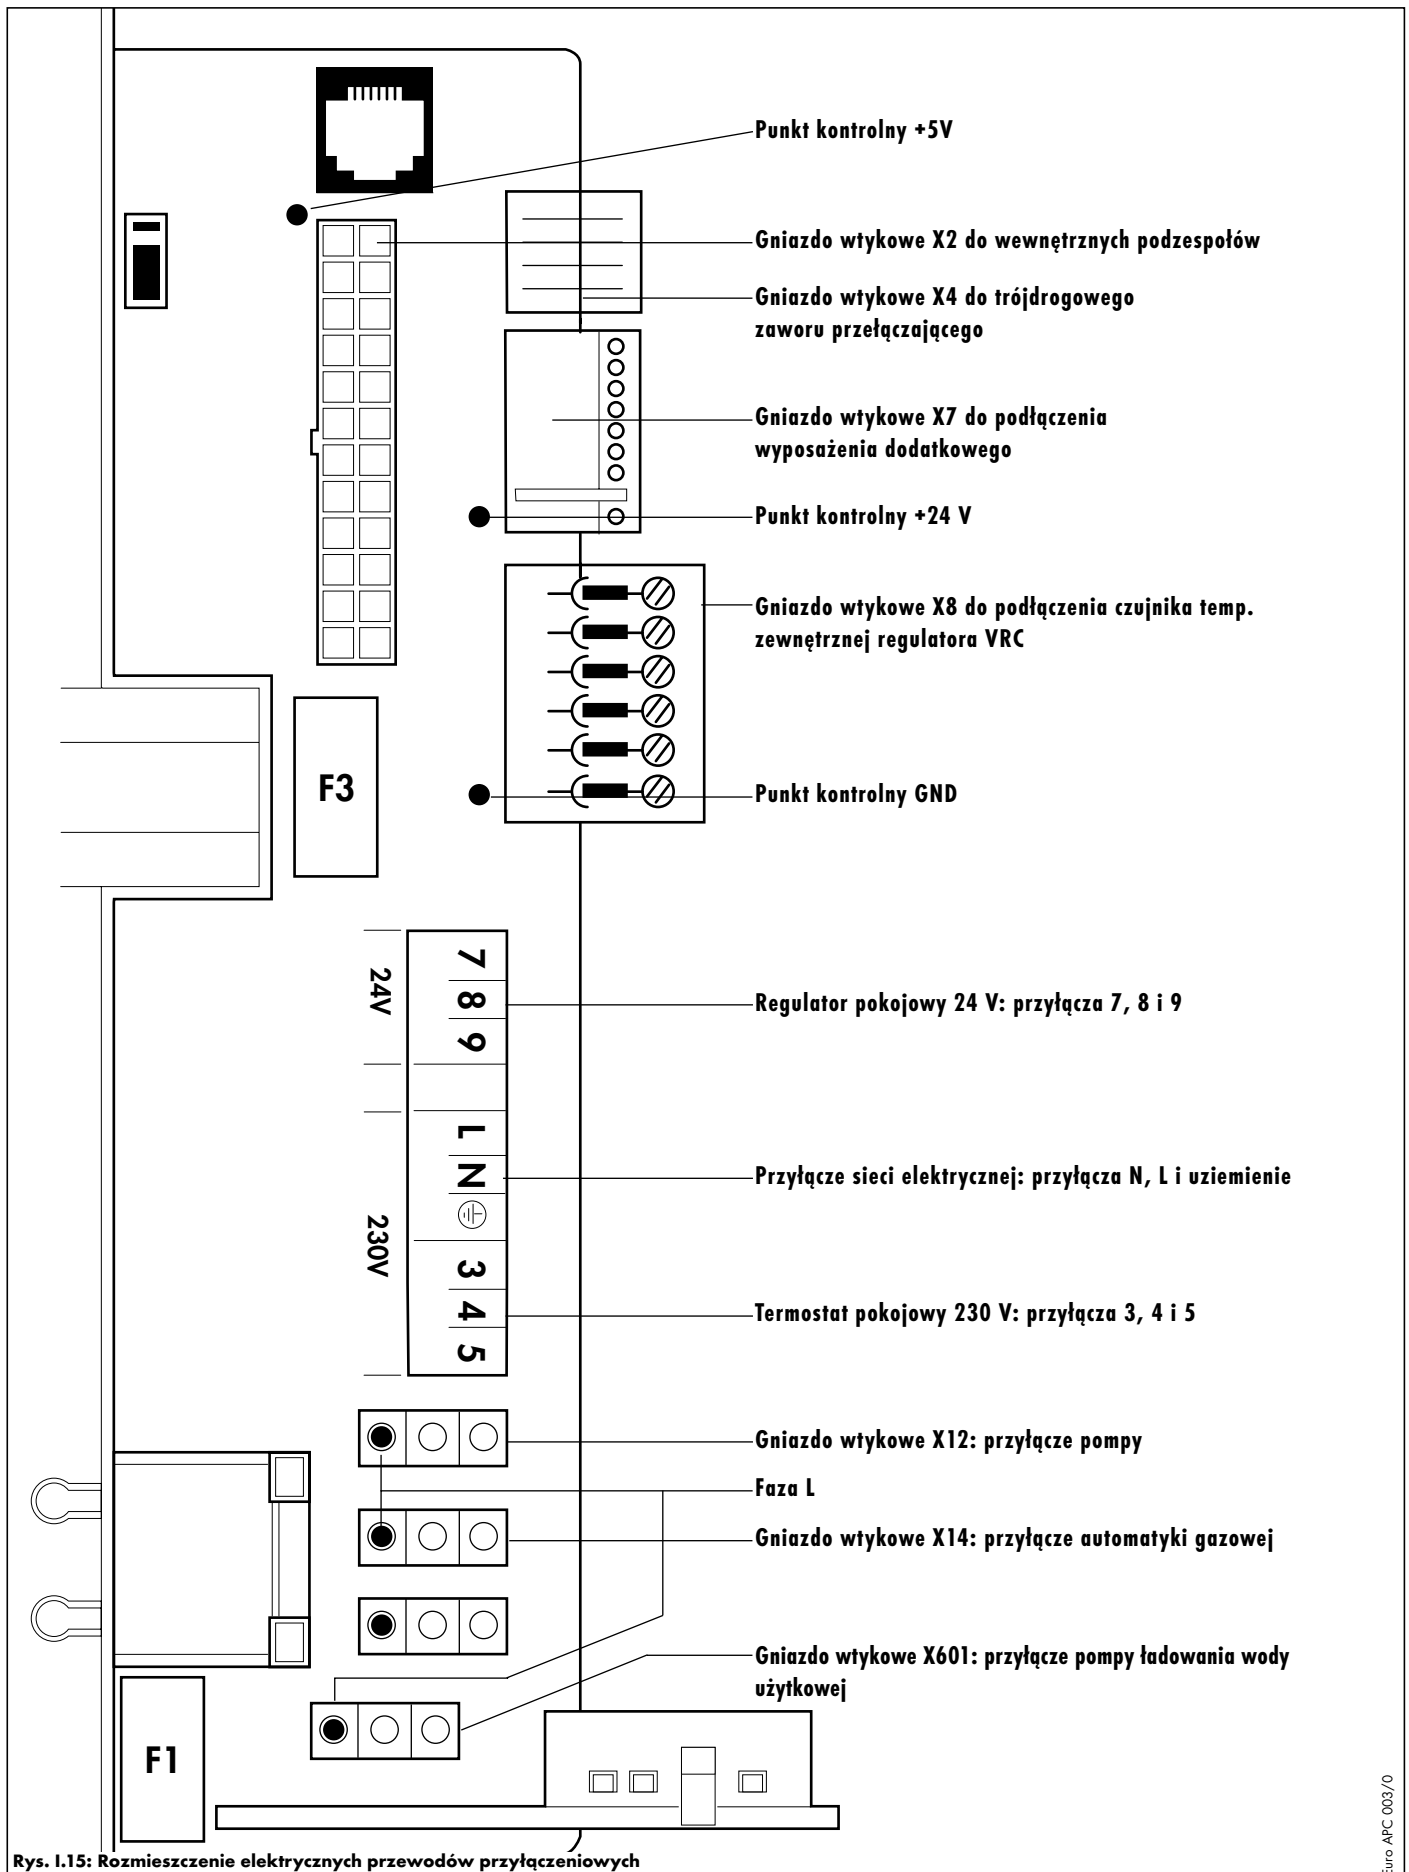 Punkt kontrolny +5V
Gniazdo wtykowe X2 do wewnętrznych podzespołów
Gniazdo wtykowe X4 do trójdrogowego
zaworu przełączającego
Gniazdo wtykowe X7 do podłączenia
wyposażenia dodatkowego
Punkt kontrolny +24 V
Gniazdo wtykowe X8 do podłączenia czujnika temp.
zewnętrznej regulatora VRC
F3
Punkt kontrolny GND
24V
7
8
9
Regulator pokojowy 24 V: przyłącza 7, 8 i 9
230V
L
N
Przyłącze sieci elektrycznej: przyłącza N, L i uziemienie
3
4
5
Termostat pokojowy 230 V: przyłącza 3, 4 i 5
Gniazdo wtykowe X12: przyłącze pompy
Faza L
Gniazdo wtykowe X14: przyłącze automatyki gazowej
Gniazdo wtykowe X601: przyłącze pompy ładowania wody
użytkowej
F1
Euro APC 003/0
Rys. I.15: Rozmieszczenie elektrycznych przewodów przyłączeniowych